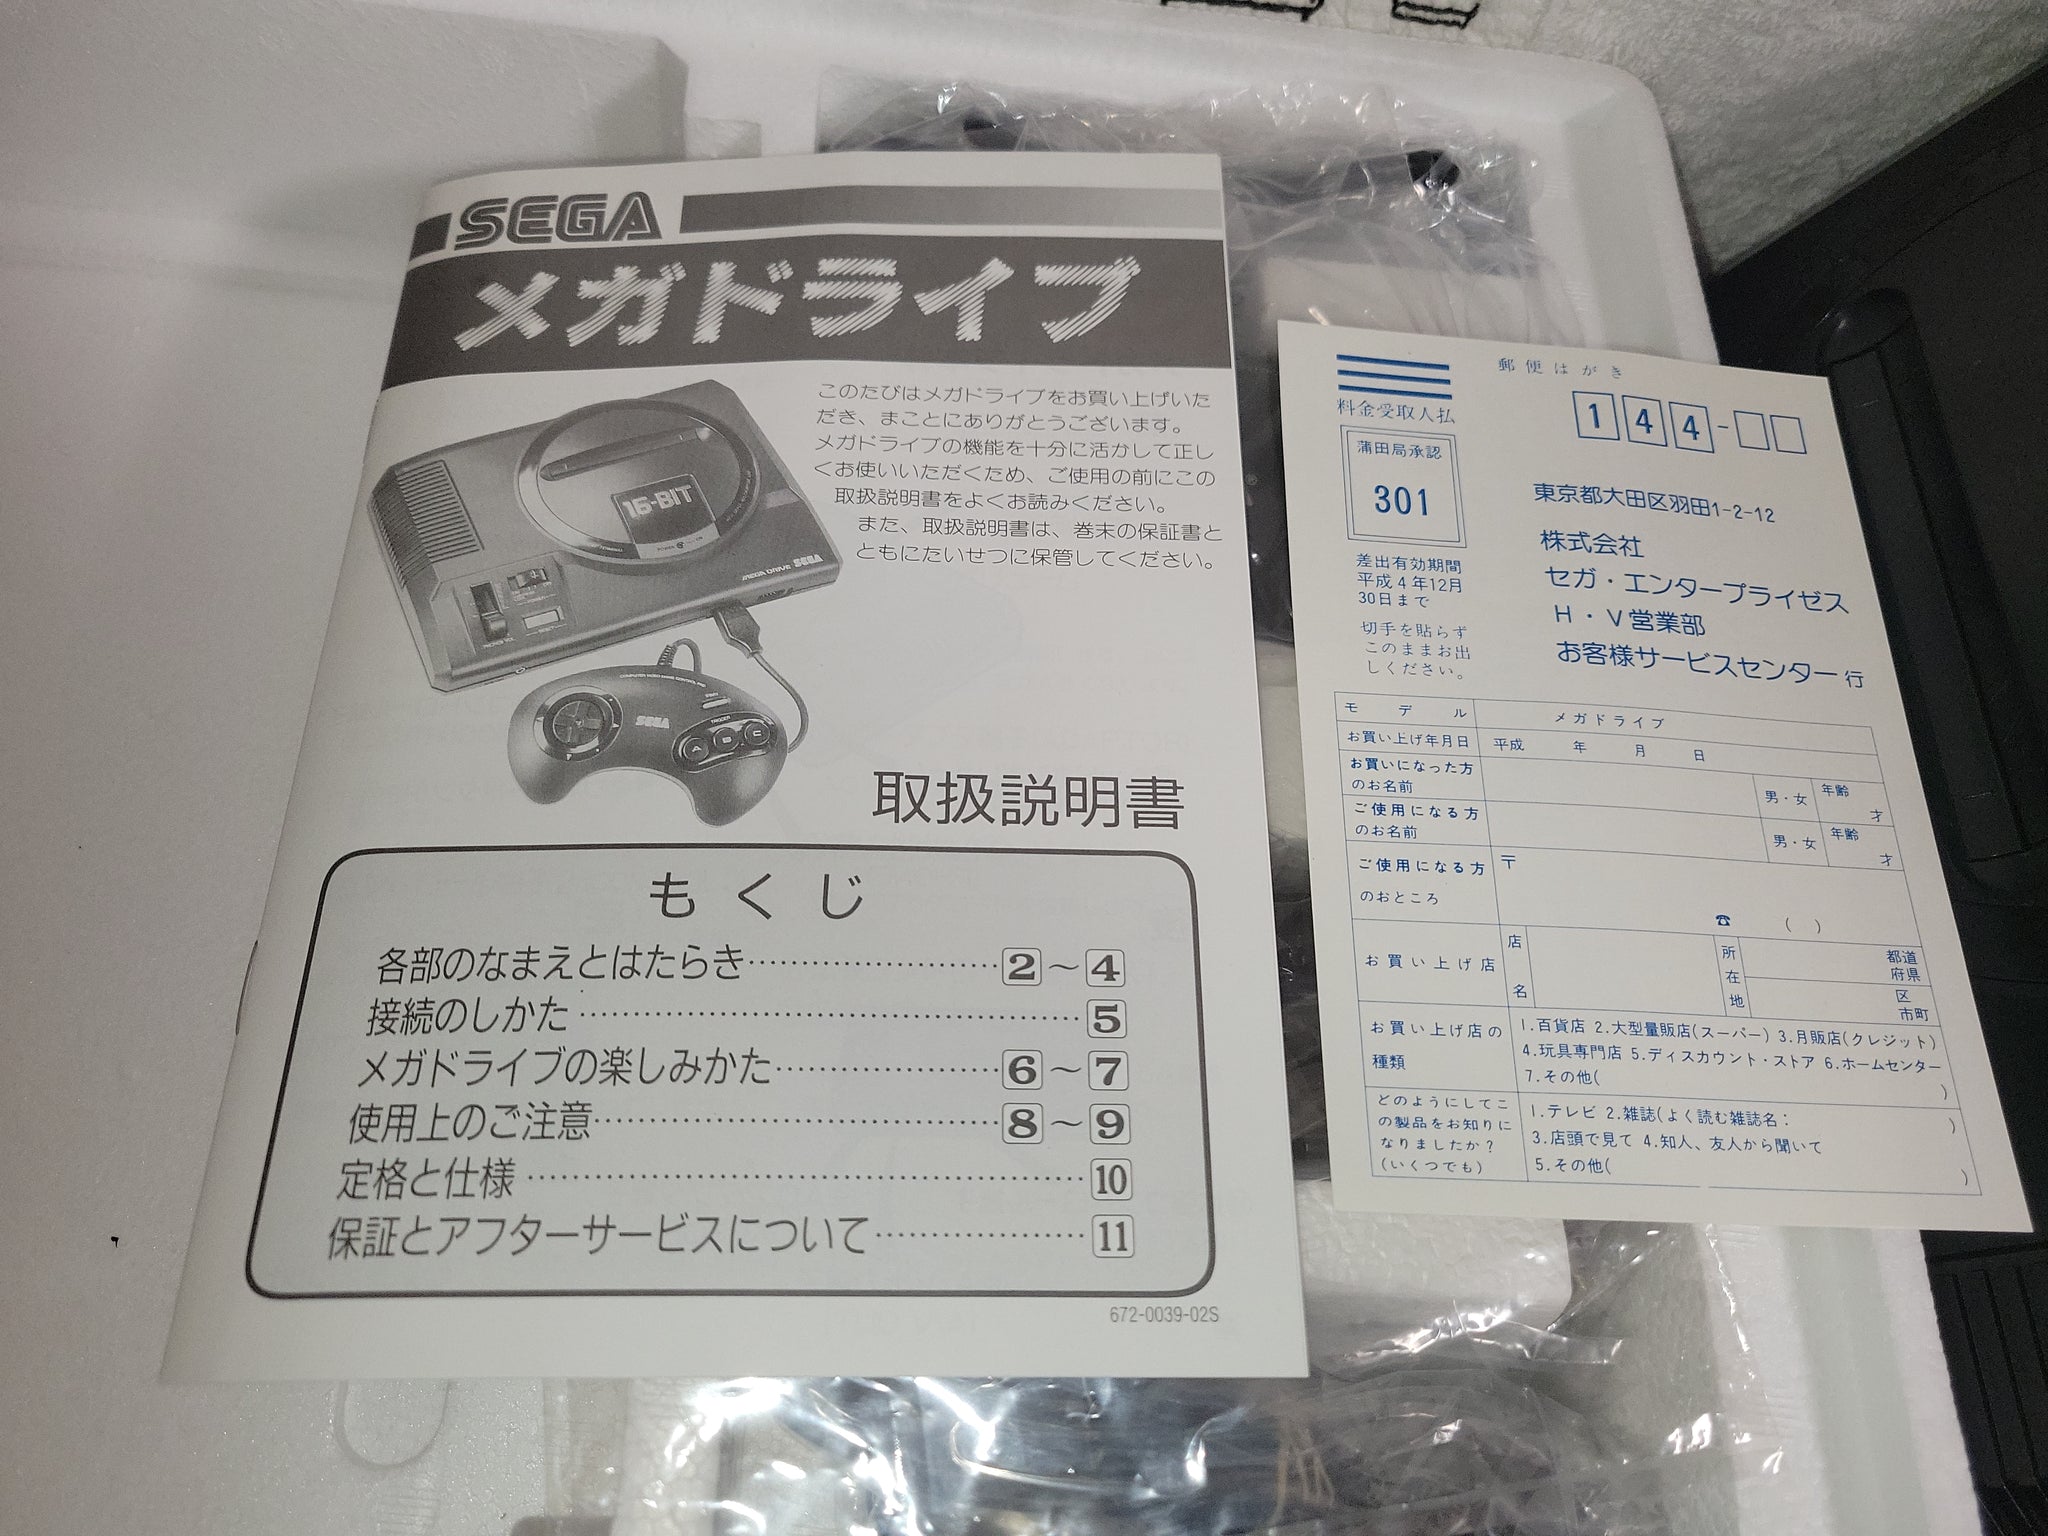 SEGA
メガドライブ
このたびはメガドライブをお買い上げいた
だき、まことにありがとうございます。
メガドライブの機能を十分に活かして正し
くお使いいただくため、ご使用の前にこの
取扱説明書をよくお読みください。
また、取扱説明書は、巻末の保証書と
ともにたいせつに保管してください。
16-BIT
MEGA DRIVE SEGA
SEGA
取扱説明書
もくじ
各部のなまえとはたらき……………………2～4
接続のしかた……………………………………5
メガドライブの楽しみかた…………………6～7
使用上のご注意………………………………8～9
定格と仕様………………………………………10
保証とアフターサービスについて………………11
672-0039-02S
郵便はがき
料金受取人払
144-
蒲田局承認
301
差出有効期間
平成4年12月
30日まで
切手を貼らず
このままお出
しください。
東京都大田区羽田1-2-12
株式会社
セガ・エンタープライゼス
H・V営業部
お客様サービスセンター 行
モデル メガドライブ
お買い上げ年月日 平成 年 月 日
お買いになった方
のお名前 男・女 年齢 才
ご使用になる方
のお名前 男・女 年齢 才
ご使用になる方
のおところ
〒
☎ ( )
お買い上げ店 店名 所在地 都道
府県
区
市町
お買い上げ店の
種類
1.百貨店 2.大型量販店(スーパー) 3.月販店(クレジット)
4.玩具専門店 5.ディスカウント・ストア 6.ホームセンター
7.その他( )
どのようにしてこ
の製品をお知りに
なりましたか?
(いくつでも)
1.テレビ 2.雑誌(よく読む雑誌名: )
3.店頭で見て 4.知人、友人から聞いて
5.その他( )